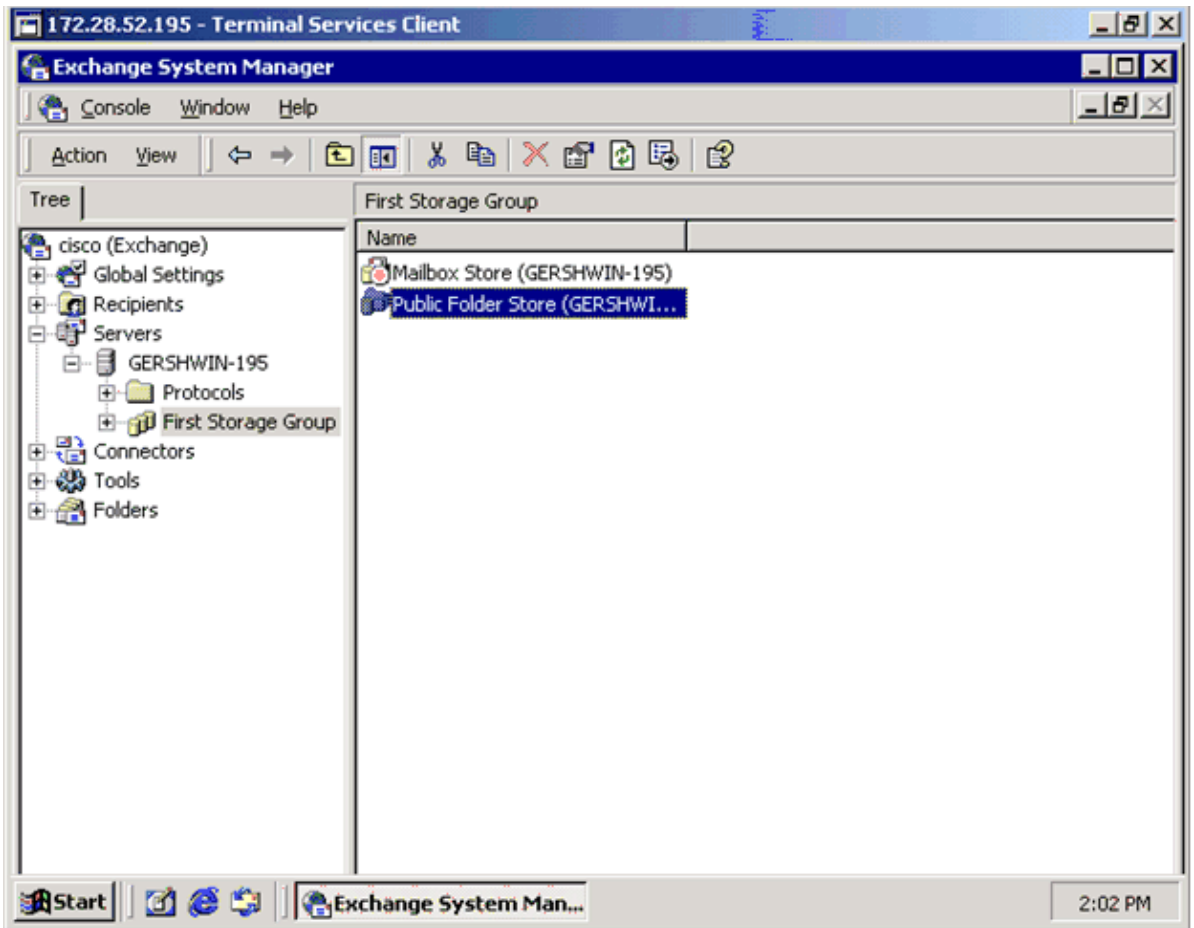 172.28.52.195 - Terminal Services Client
Exchange System Manager
Console Window Help
Action View
Tree
First Storage Group
Name
cisco (Exchange)
Global Settings
Recipients
Servers
GERSHWIN-195
Protocols
First Storage Group
Connectors
Tools
Folders
Mailbox Store (GERSHWIN-195)
Public Folder Store (GERSHWI...
Start
Exchange System Man...
2:02 PM